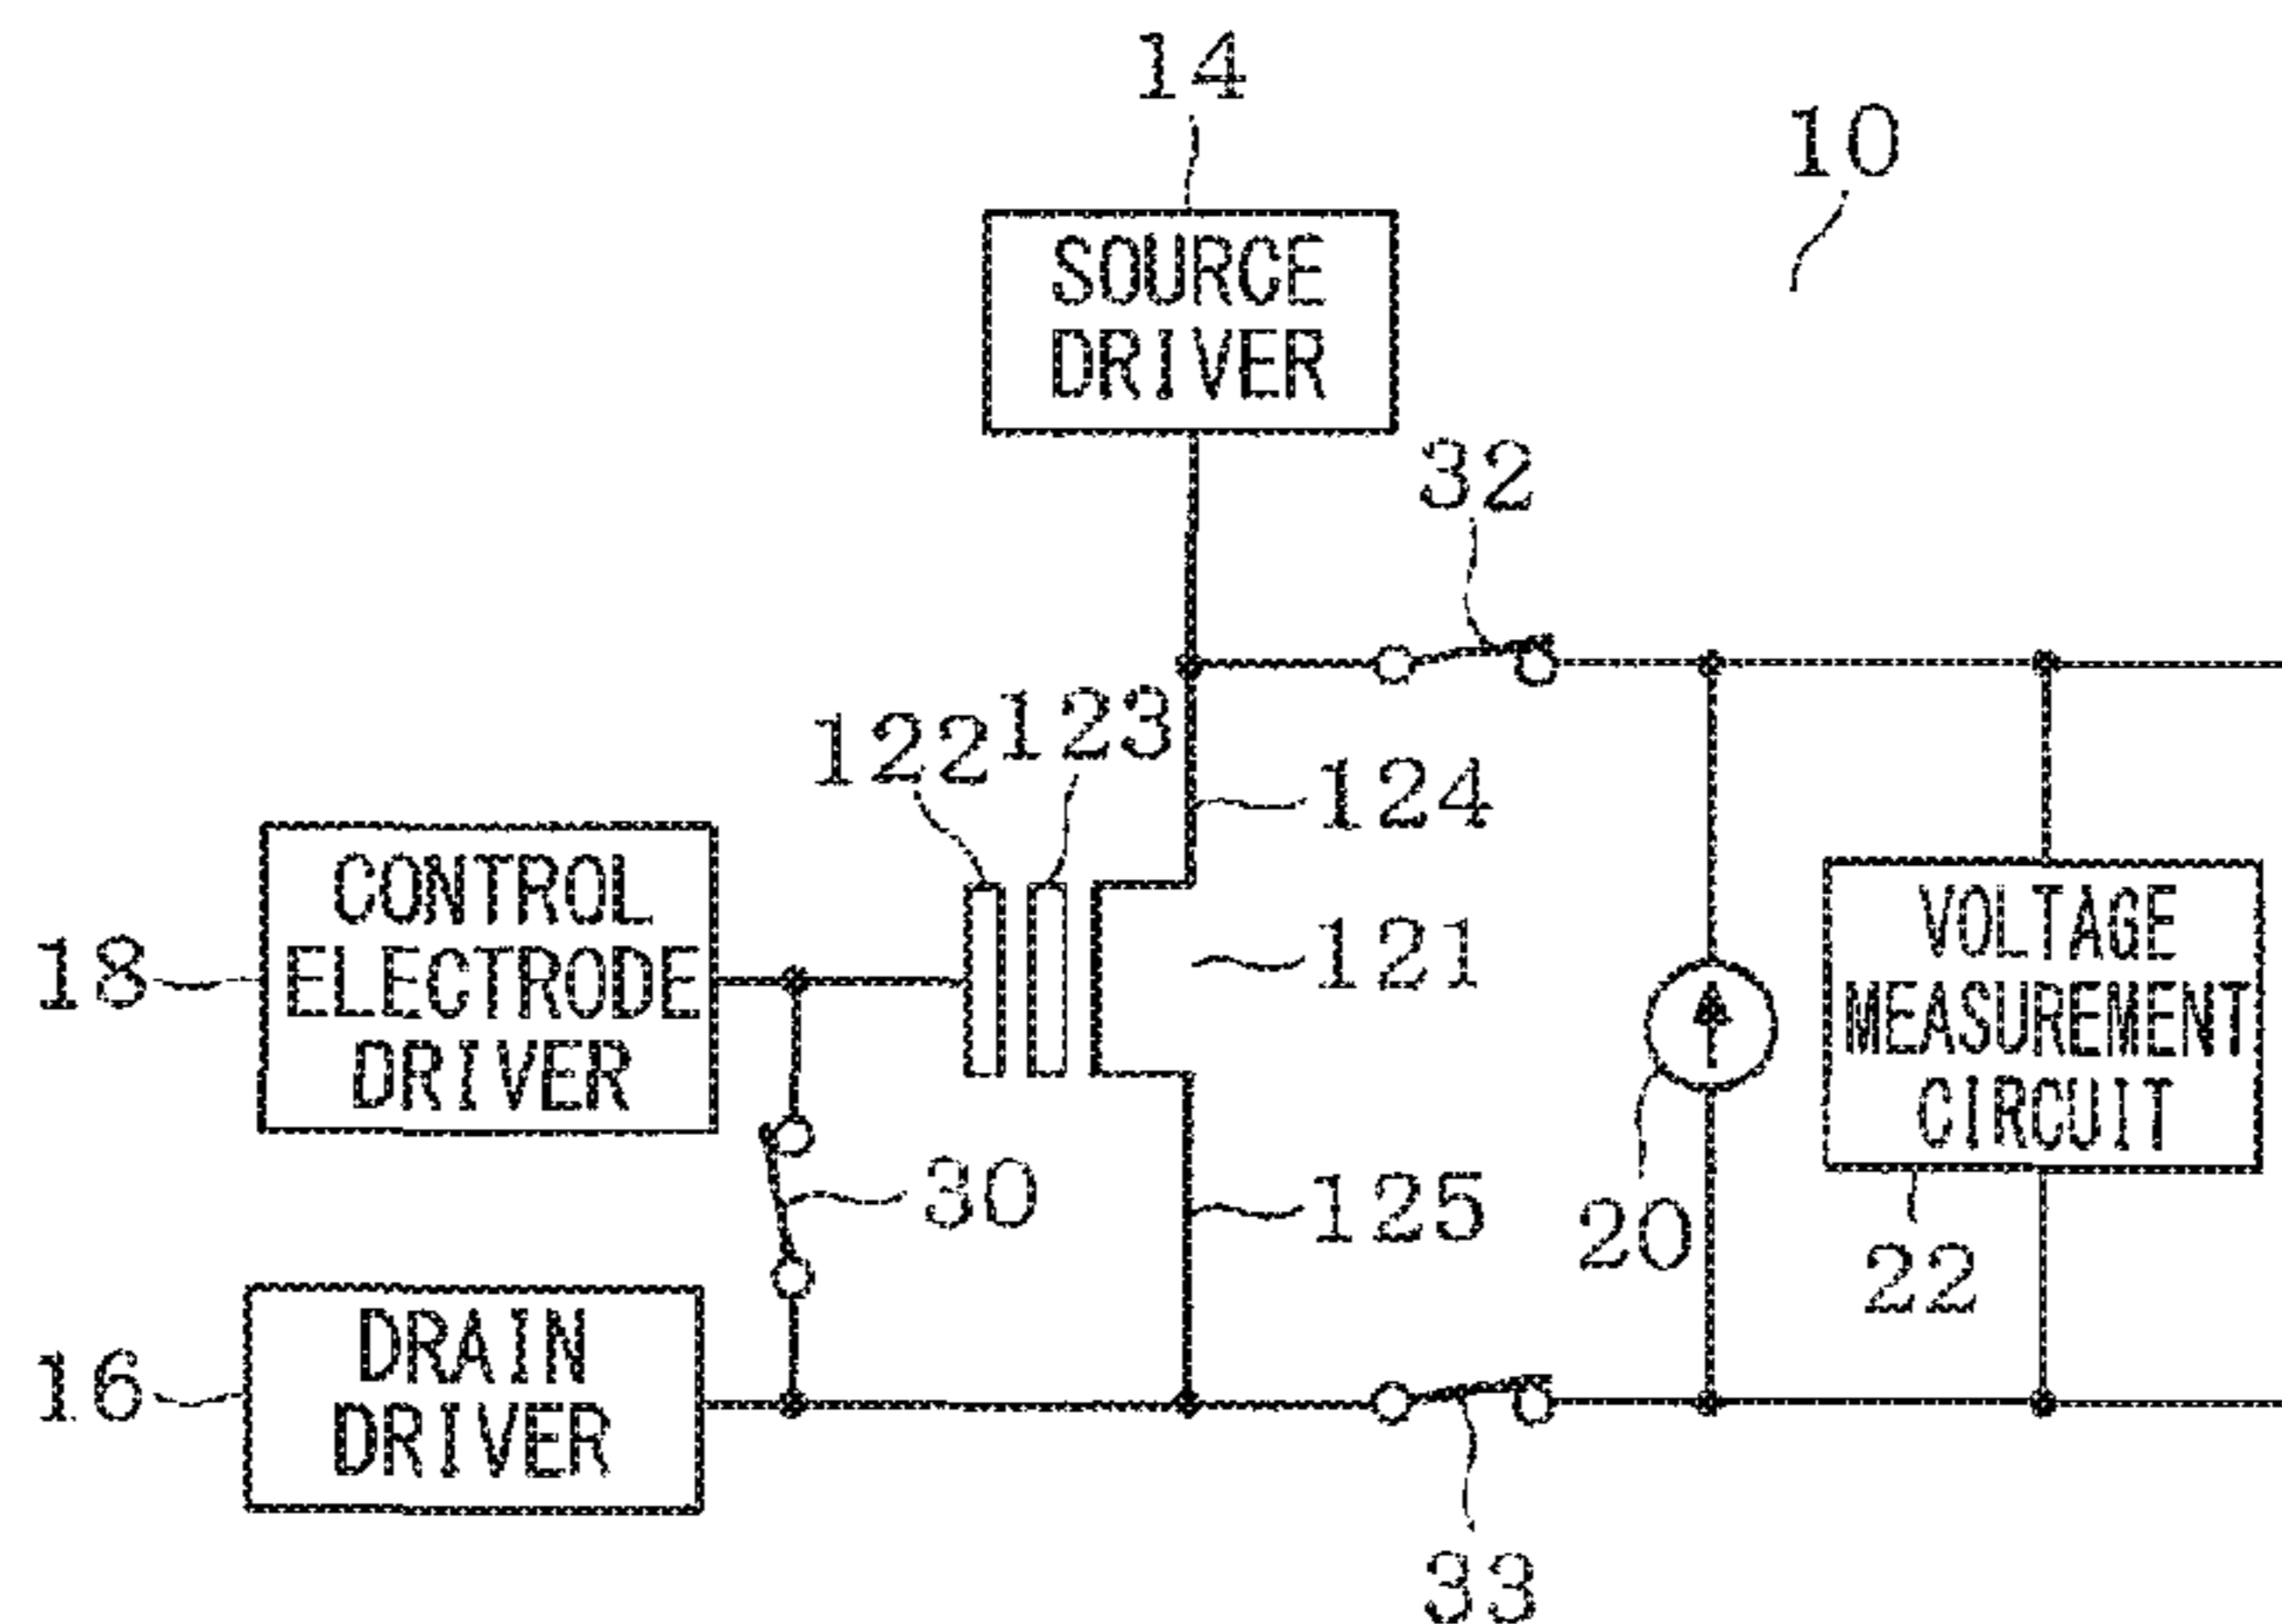 14
10
SOURCE
DRIVER
32
122
123
124
CONTROL
ELECTRODE
DRIVER
18
121
VOLTAGE
MEASUREMENT
CIRCUIT
30
125
20
22
DRAIN
DRIVER
16
33